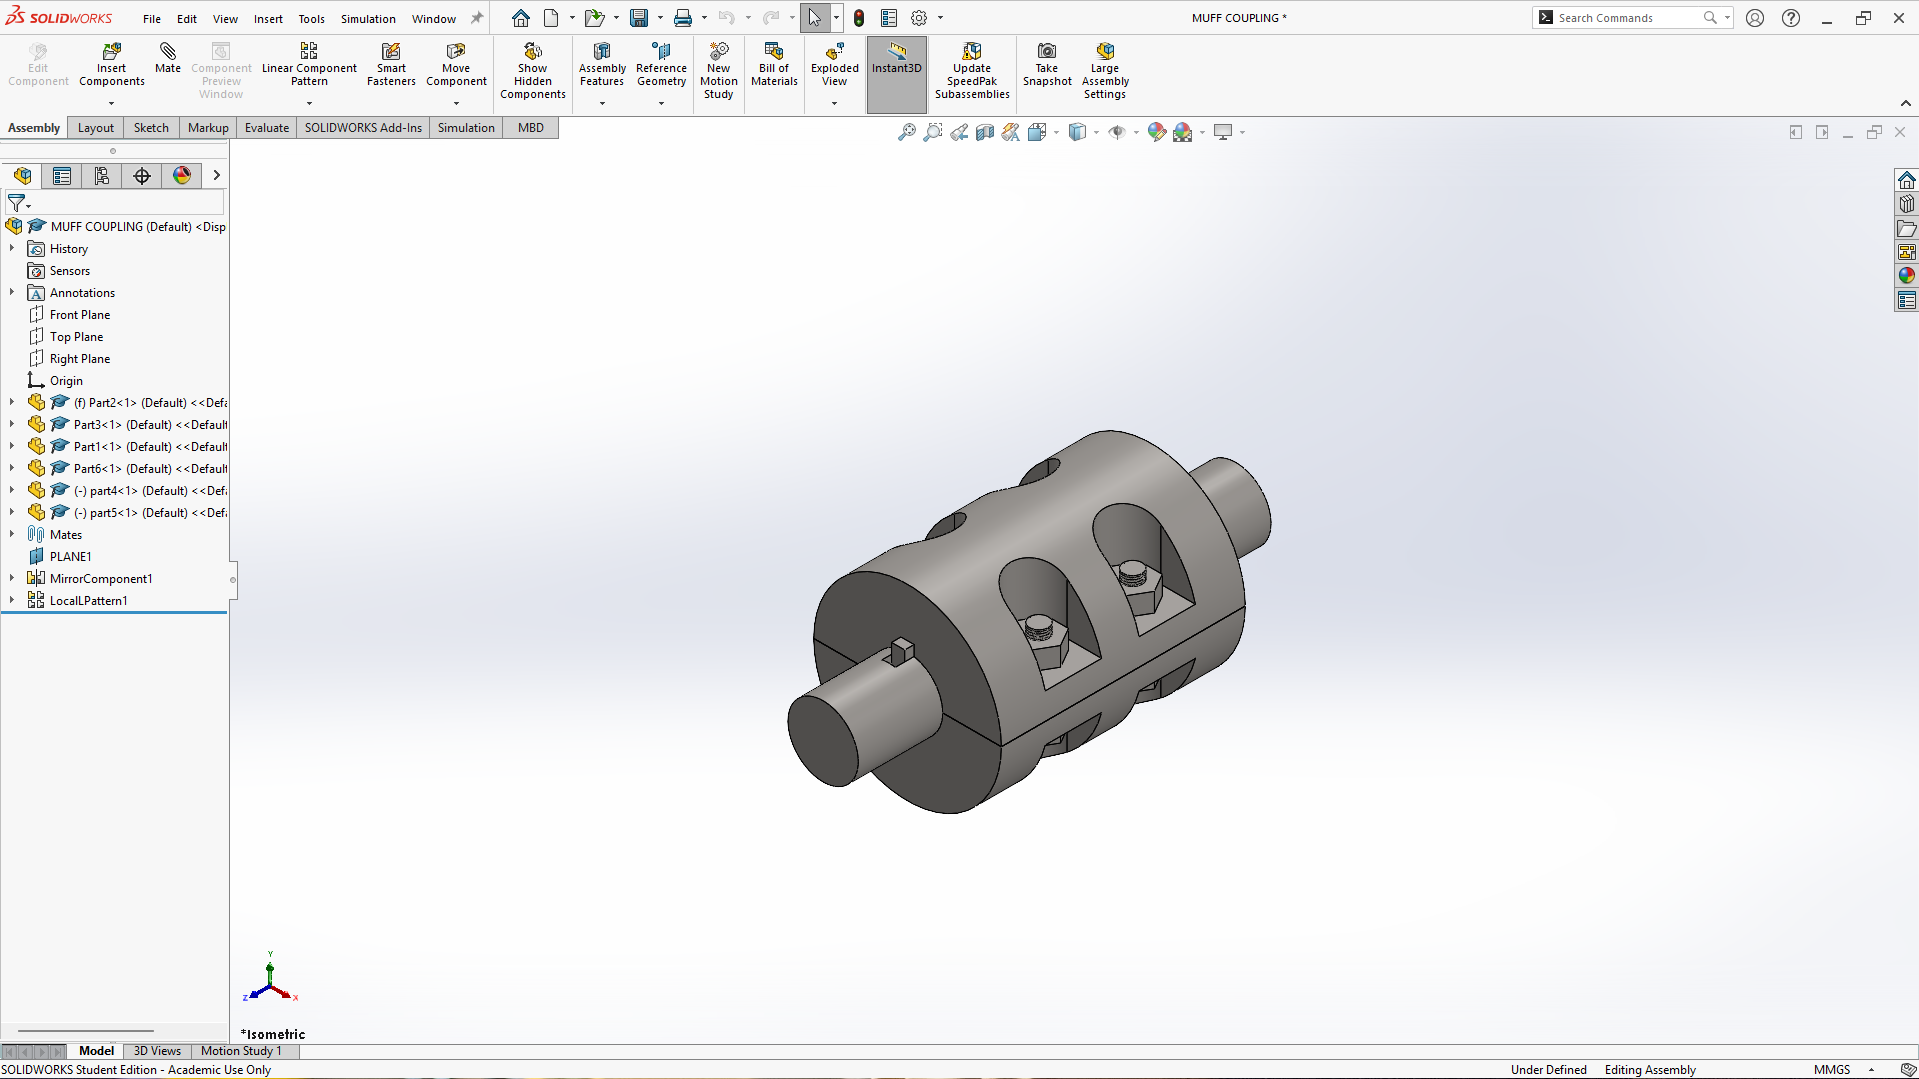 SOLIDWORKS File Edit View Insert Tools Simulation Window MUFF COUPLING * Search Commands
Edit Component
Insert Components
Mate
Component Preview Window
Linear Component Pattern
Smart Fasteners
Move Component
Show Hidden Components
Assembly Features
Reference Geometry
New Motion Study
Bill of Materials
Exploded View
Instant3D
Update SpeedPak Subassemblies
Take Snapshot
Large Assembly Settings
Assembly Layout Sketch Markup Evaluate SOLIDWORKS Add-Ins Simulation MBD
MUFF COUPLING (Default) <Disp
History
Sensors
Annotations
Front Plane
Top Plane
Right Plane
Origin
(f) Part2<1> (Default) <<Defa
Part3<1> (Default) <<Default
Part1<1> (Default) <<Default
Part6<1> (Default) <<Default
(-) part4<1> (Default) <<Defa
(-) part5<1> (Default) <<Defa
Mates
PLANE1
MirrorComponent1
LocalLPattern1
Y
Z X
*Isometric
Model 3D Views Motion Study 1
SOLIDWORKS Student Edition - Academic Use Only Under Defined Editing Assembly MMGS